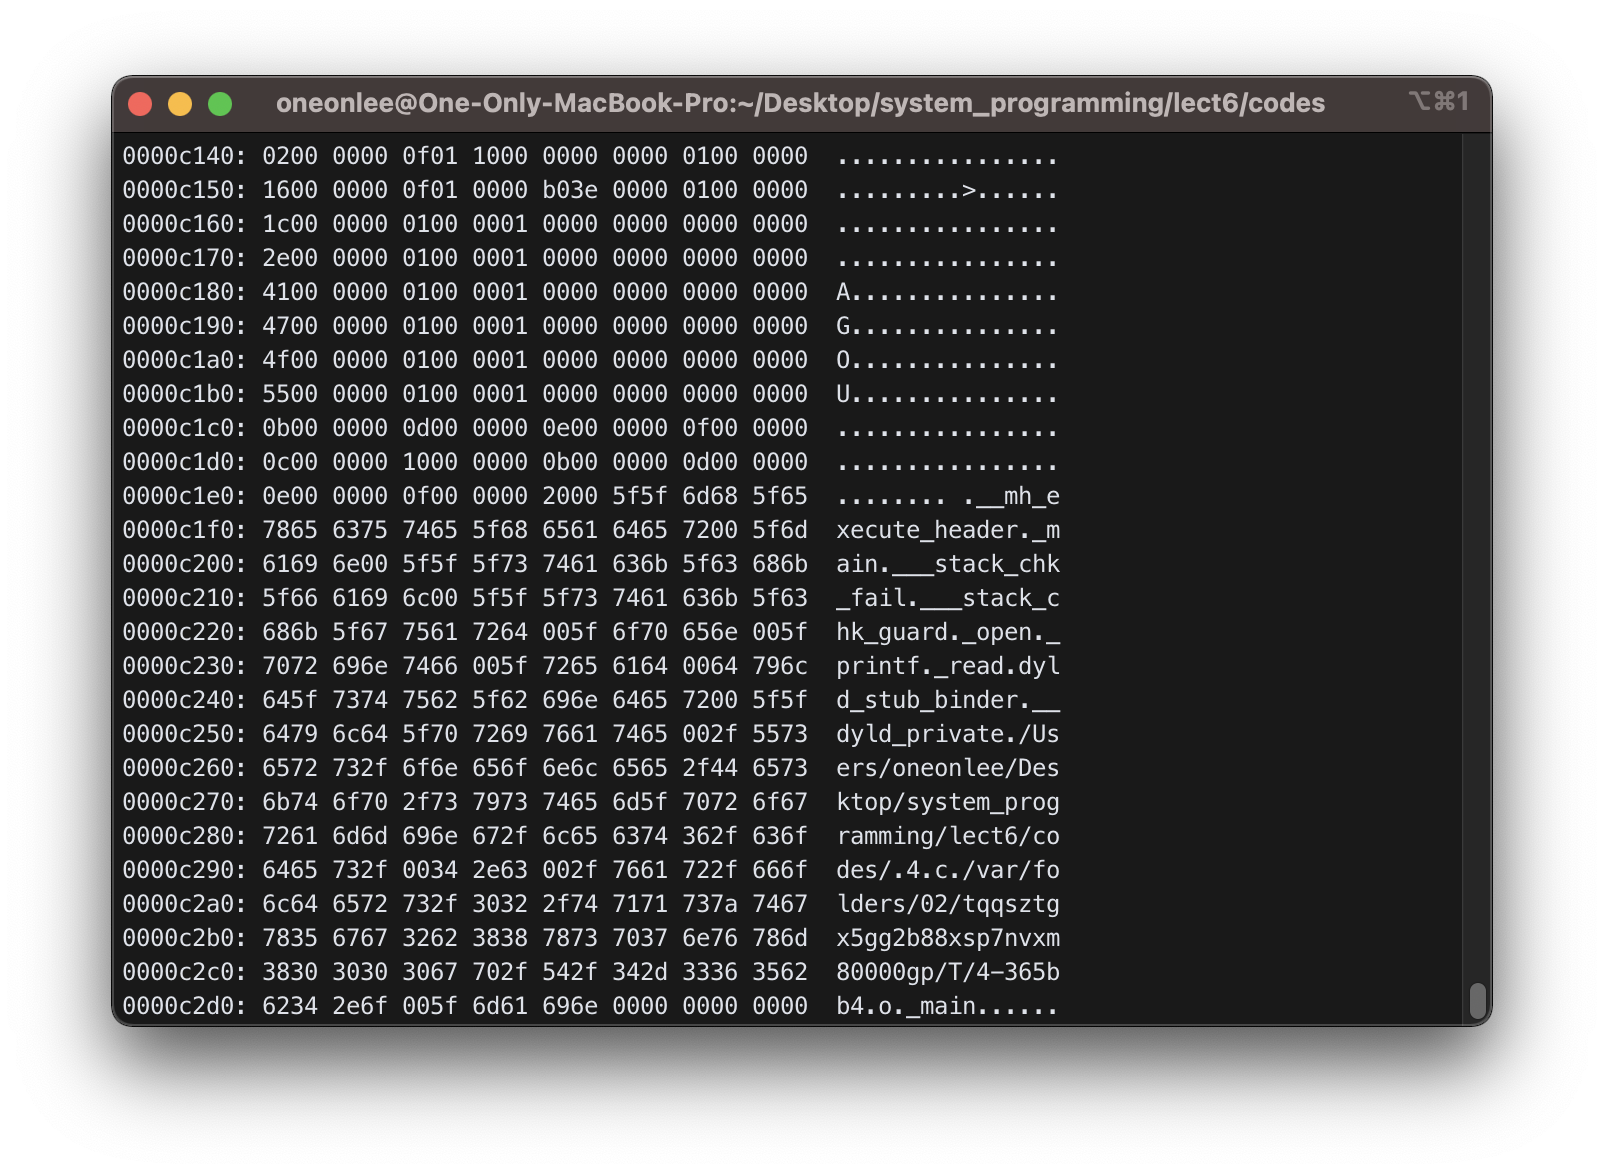 oneonlee@One-Only-MacBook-Pro:~/Desktop/system_programming/lect6/codes ⌥⌘1
0000c140: 0200 0000 0f01 1000 0000 0000 0100 0000  ................
0000c150: 1600 0000 0f01 0000 b03e 0000 0100 0000  .........>......
0000c160: 1c00 0000 0100 0001 0000 0000 0000 0000  ................
0000c170: 2e00 0000 0100 0001 0000 0000 0000 0000  ................
0000c180: 4100 0000 0100 0001 0000 0000 0000 0000  A...............
0000c190: 4700 0000 0100 0001 0000 0000 0000 0000  G...............
0000c1a0: 4f00 0000 0100 0001 0000 0000 0000 0000  O...............
0000c1b0: 5500 0000 0100 0001 0000 0000 0000 0000  U...............
0000c1c0: 0b00 0000 0d00 0000 0e00 0000 0f00 0000  ................
0000c1d0: 0c00 0000 1000 0000 0b00 0000 0d00 0000  ................
0000c1e0: 0e00 0000 0f00 0000 2000 5f5f 6d68 5f65  ........ .__mh_e
0000c1f0: 7865 6375 7465 5f68 6561 6465 7200 5f6d  xecute_header._m
0000c200: 6169 6e00 5f5f 5f73 7461 636b 5f63 686b  ain.___stack_chk
0000c210: 5f66 6169 6c00 5f5f 5f73 7461 636b 5f63  _fail.___stack_c
0000c220: 686b 5f67 7561 7264 005f 6f70 656e 005f  hk_guard._open._
0000c230: 7072 696e 7466 005f 7265 6164 0064 796c  printf._read.dyl
0000c240: 645f 7374 7562 5f62 696e 6465 7200 5f5f  d_stub_binder.__
0000c250: 6479 6c64 5f70 7269 7661 7465 002f 5573  dyld_private./Us
0000c260: 6572 732f 6f6e 656f 6e6c 6565 2f44 6573  ers/oneonlee/Des
0000c270: 6b74 6f70 2f73 7973 7465 6d5f 7072 6f67  ktop/system_prog
0000c280: 7261 6d6d 696e 672f 6c65 6374 362f 636f  ramming/lect6/co
0000c290: 6465 732f 0034 2e63 002f 7661 722f 666f  des/.4.c./var/fo
0000c2a0: 6c64 6572 732f 3032 2f74 7171 737a 7467  lders/02/tqqsztg
0000c2b0: 7835 6767 3262 3838 7873 7037 6e76 786d  x5gg2b88xsp7nvxm
0000c2c0: 3830 3030 3067 702f 542f 342d 3336 3562  80000gp/T/4-365b
0000c2d0: 6234 2e6f 005f 6d61 696e 0000 0000 0000  b4.o._main......